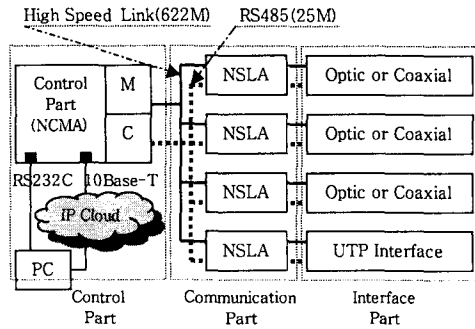 High Speed Link(622M)
RS485(25M)
Control
Part
(NCMA)
M
C
NSLA
Optic or Coaxial
NSLA
Optic or Coaxial
NSLA
Optic or Coaxial
NSLA
UTP Interface
RS232C
10Base-T
IP Cloud
PC
Control
Part
Communication
Part
Interface
Part